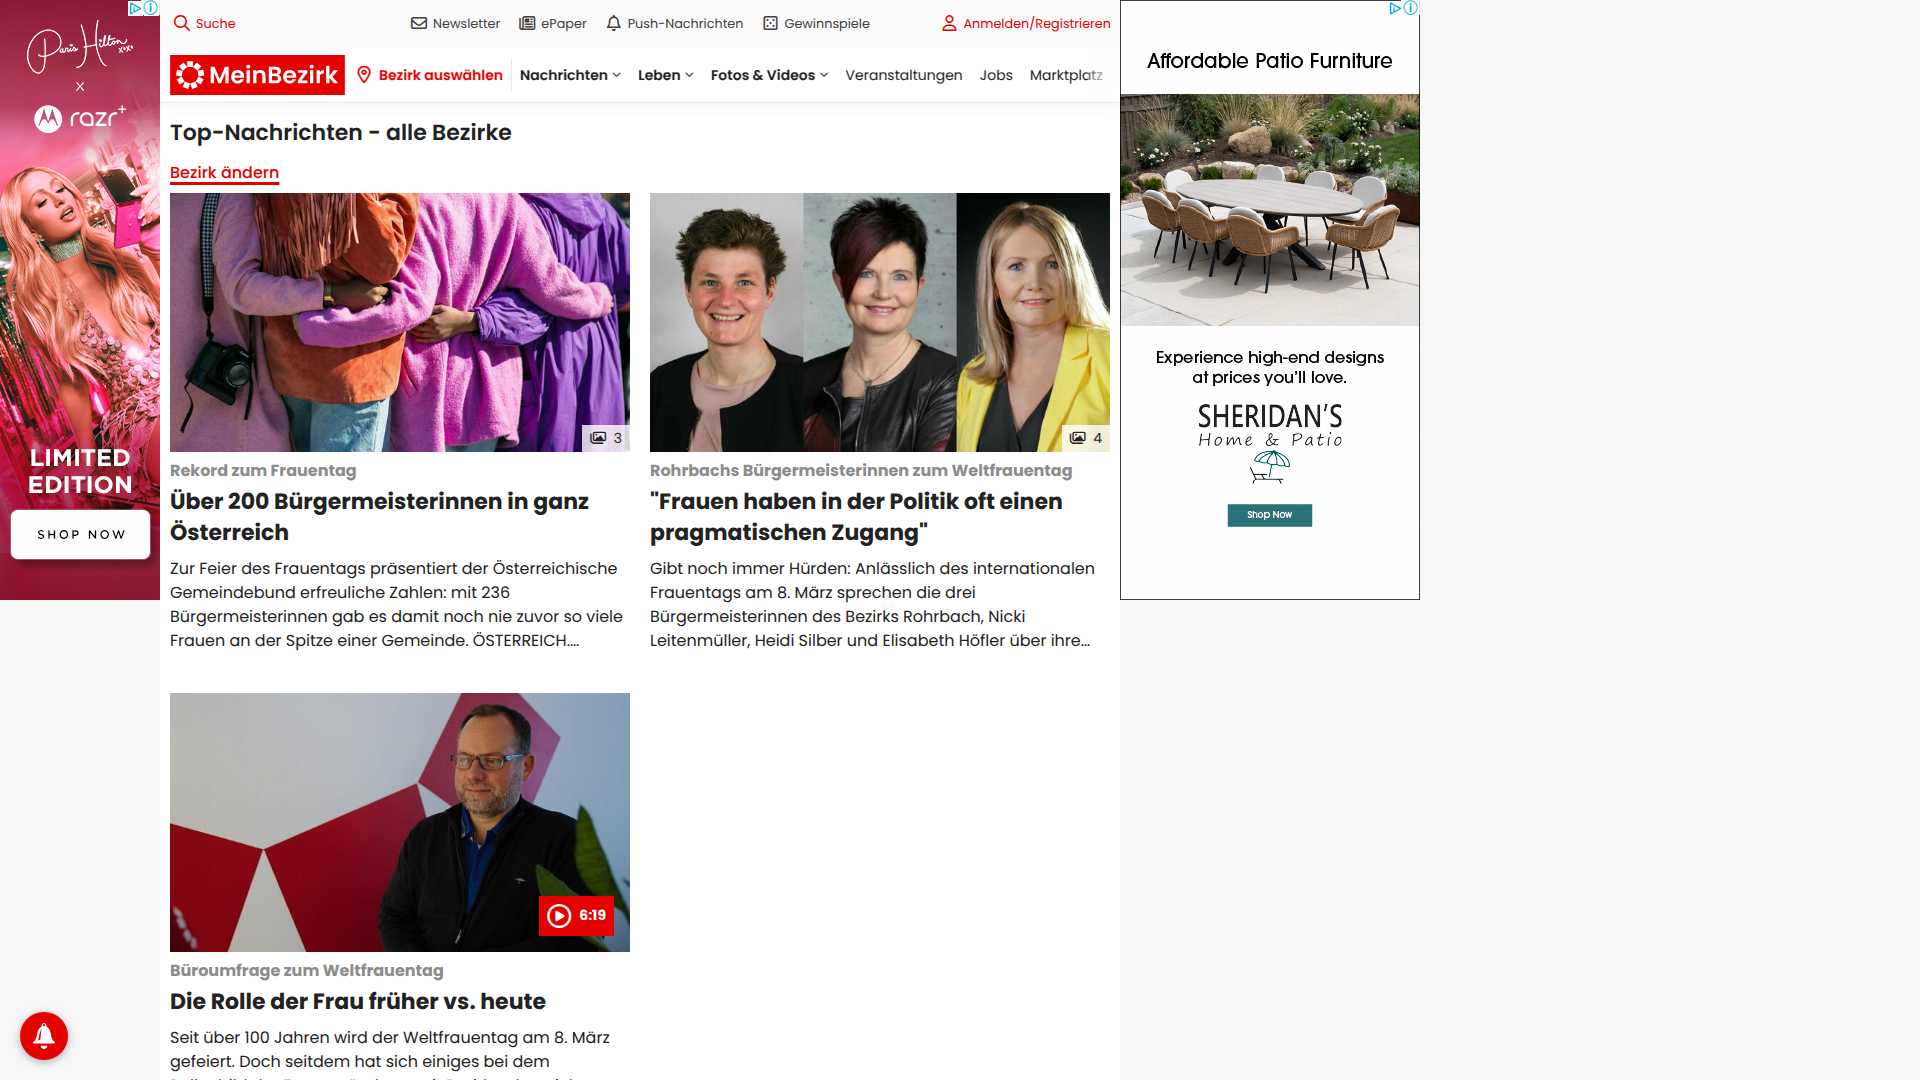 Paris Hilton xoxo
x
razr+
LIMITED
EDITION
SHOP NOW
Suche
Newsletter
ePaper
Push-Nachrichten
Gewinnspiele
Anmelden/Registrieren
MeinBezirk
Bezirk auswählen
Nachrichten
Leben
Fotos & Videos
Veranstaltungen
Jobs
Marktplatz
Top-Nachrichten - alle Bezirke
Bezirk ändern
3
Rekord zum Frauentag
Über 200 Bürgermeisterinnen in ganz
Österreich
Zur Feier des Frauentags präsentiert der Österreichische
Gemeindebund erfreuliche Zahlen: mit 236
Bürgermeisterinnen gab es damit noch nie zuvor so viele
Frauen an der Spitze einer Gemeinde. ÖSTERREICH....
4
Rohrbachs Bürgermeisterinnen zum Weltfrauentag
"Frauen haben in der Politik oft einen
pragmatischen Zugang"
Gibt noch immer Hürden: Anlässlich des internationalen
Frauentags am 8. März sprechen die drei
Bürgermeisterinnen des Bezirks Rohrbach, Nicki
Leitenmüller, Heidi Silber und Elisabeth Höfler über ihre...
6:19
Büroumfrage zum Weltfrauentag
Die Rolle der Frau früher vs. heute
Seit über 100 Jahren wird der Weltfrauentag am 8. März
gefeiert. Doch seitdem hat sich einiges bei dem
Affordable Patio Furniture
Experience high-end designs
at prices you'll love.
SHERIDAN'S
Home & Patio
Shop Now